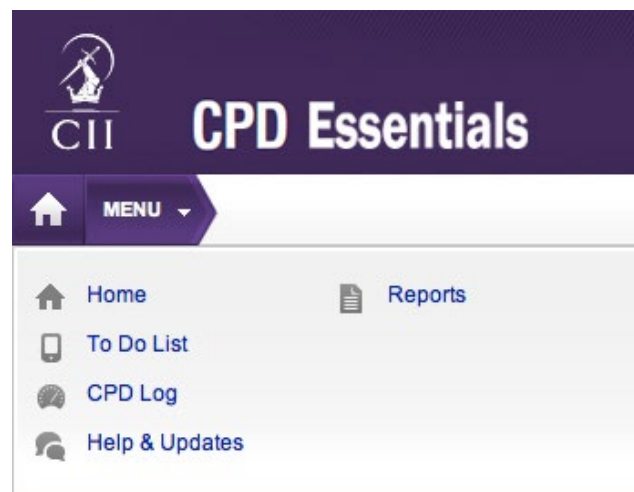 CII
CPD Essentials
MENU
Home
To Do List
CPD Log
Help & Updates
Reports